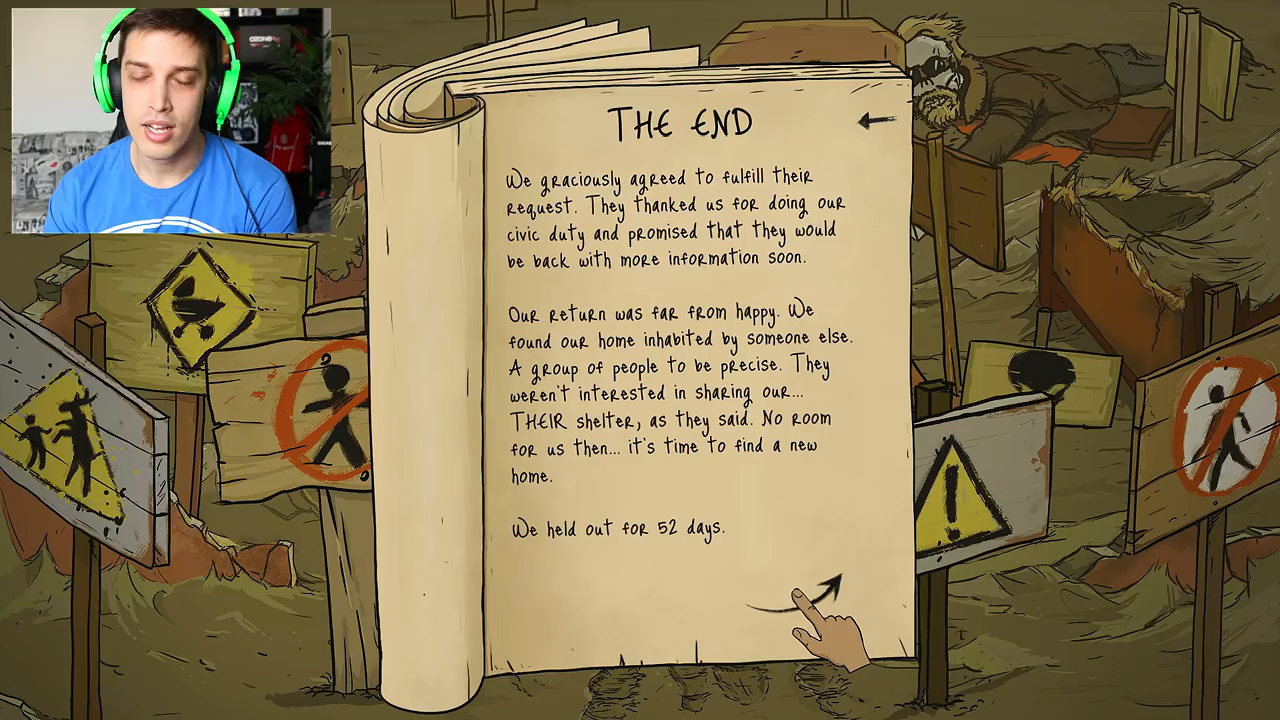 THE END
We graciously agreed to fulfill their
request. They thanked us for doing our
civic duty and promised that they would
be back with more information soon.
Our return was far from happy. We
found our home inhabited by someone else.
A group of people to be precise. They
weren't interested in sharing our...
THEIR shelter, as they said. No room
for us then... it's time to find a new
home.
We held out for 52 days.